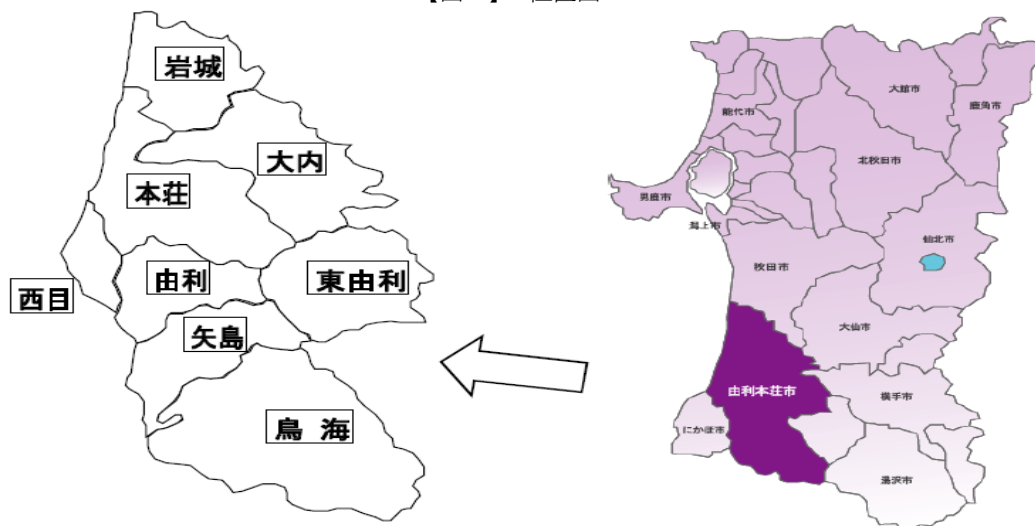 岩城
大内
本荘
由利
東由利
西目
矢島
鳥 海
大館市
鹿角市
能代市
北秋田市
男鹿市
潟上市
仙北市
秋田市
大仙市
由利本荘市
横手市
にかほ市
湯沢市